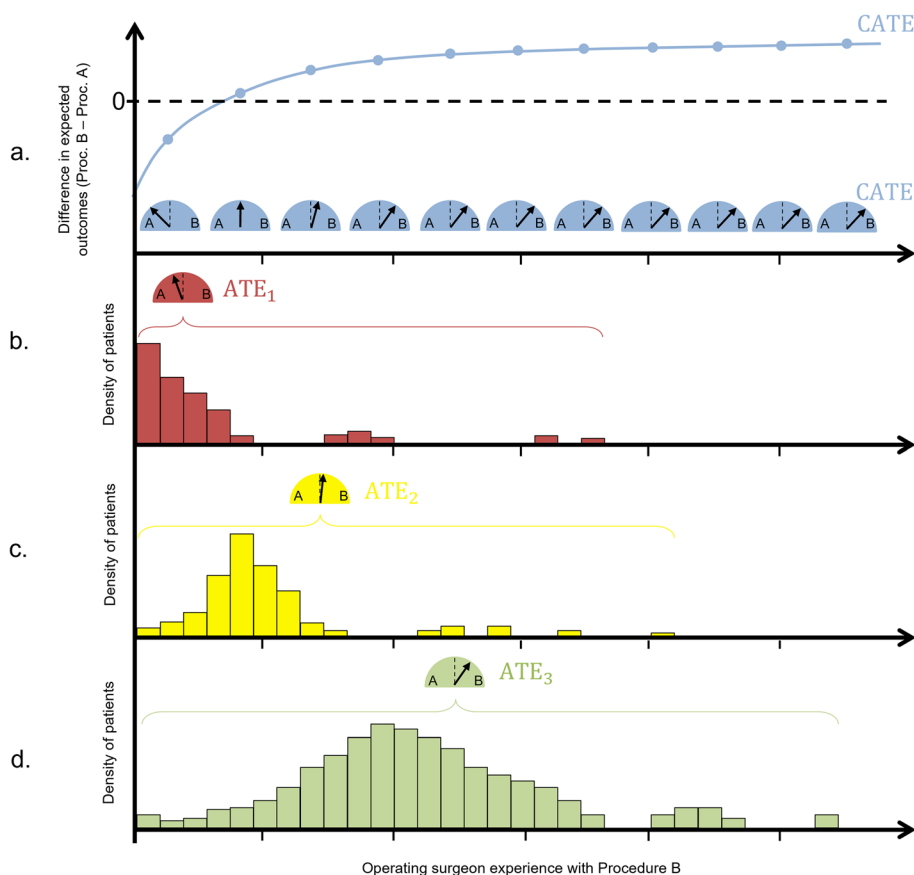 CATE
Difference in expected
outcomes (Proc. B – Proc. A)
0
a.
CATE
A B A B A B A B A B A B A B A B A B A B A B
A B
ATE₁
b.
Density of patients
A B
ATE₂
c.
Density of patients
A B
ATE₃
d.
Density of patients
Operating surgeon experience with Procedure B